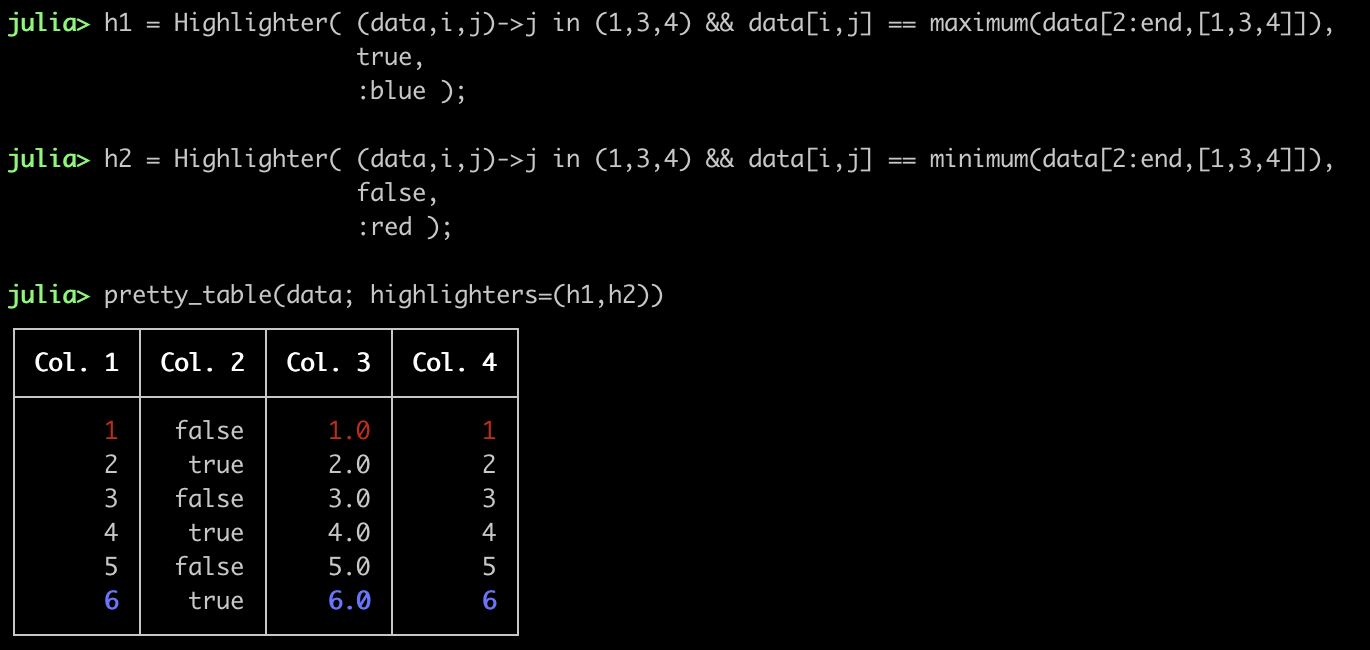 julia> h1 = Highlighter( (data,i,j)->j in (1,3,4) && data[i,j] == maximum(data[2:end,[1,3,4]]),
                         true,
                         :blue );
julia> h2 = Highlighter( (data,i,j)->j in (1,3,4) && data[i,j] == minimum(data[2:end,[1,3,4]]),
                         false,
                         :red );
julia> pretty_table(data; highlighters=(h1,h2))
Col. 1 Col. 2 Col. 3 Col. 4
1 false 1.0 1
2 true 2.0 2
3 false 3.0 3
4 true 4.0 4
5 false 5.0 5
6 true 6.0 6